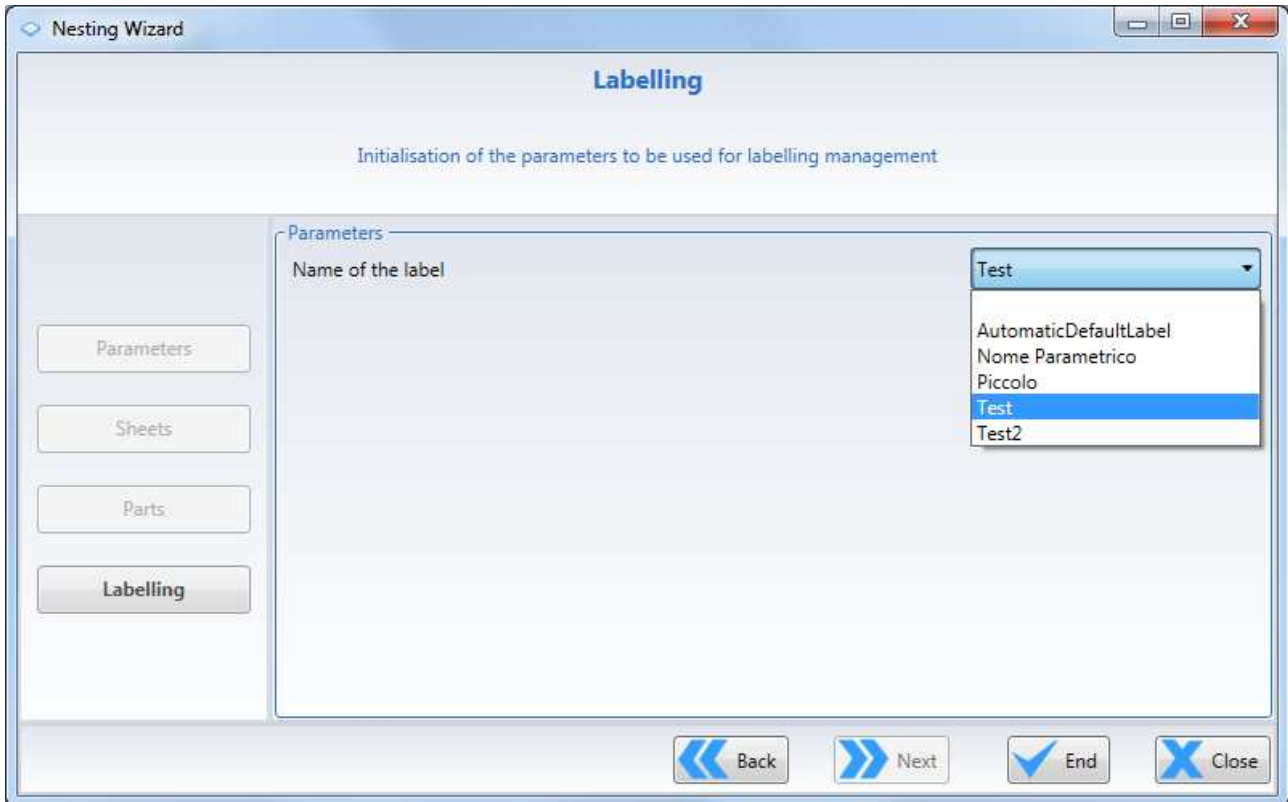 Nesting Wizard
Labelling
Initialisation of the parameters to be used for labelling management
Parameters
Sheets
Parts
Labelling
Parameters
Name of the label
Test
AutomaticDefaultLabel
Nome Parametrico
Piccolo
Test
Test2
Back
Next
End
Close